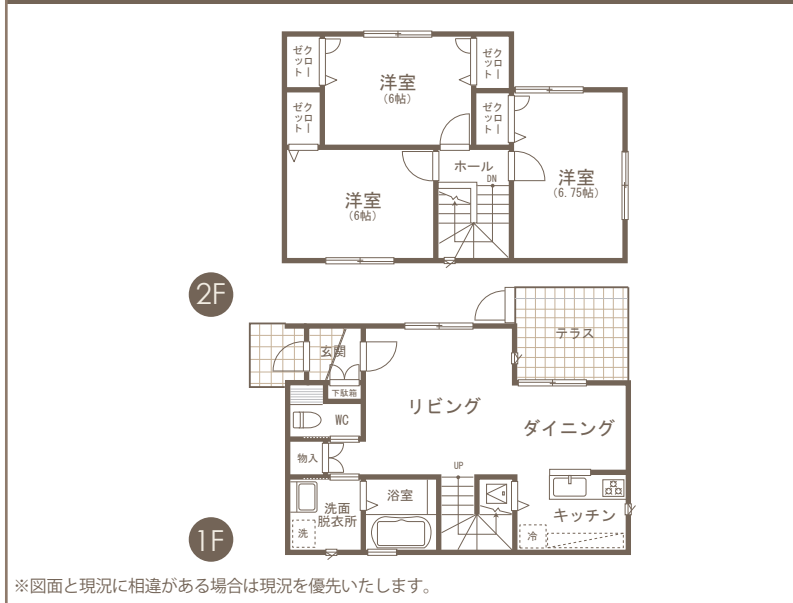 クローゼット
クローゼット
洋室
(6帖)
クローゼット
クローゼット
ホール
DN
洋室
(6.75帖)
洋室
(6帖)
2F
テラス
玄関
下駄箱
リビング
WC
ダイニング
物入
UP
浴室
洗面
脱衣所
キッチン
洗
冷
1F
※図面と現況に相違がある場合は現況を優先いたします。